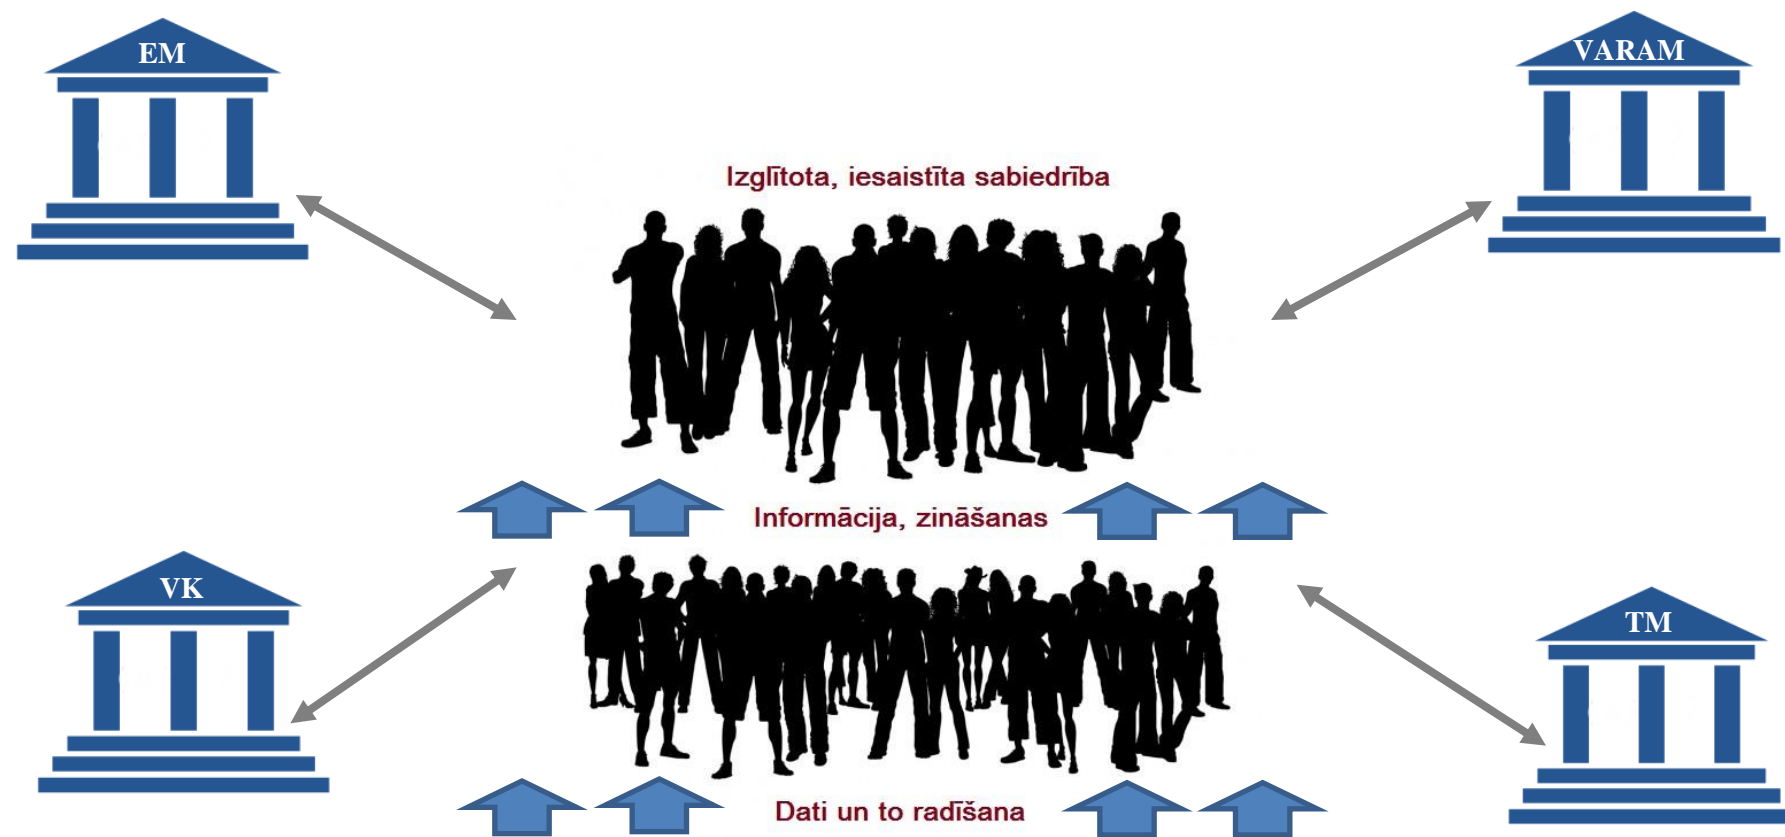 EM
VARAM
Izglītota, iesaistīta sabiedrība
Informācija, zināšanas
VK
TM
Dati un to radīšana